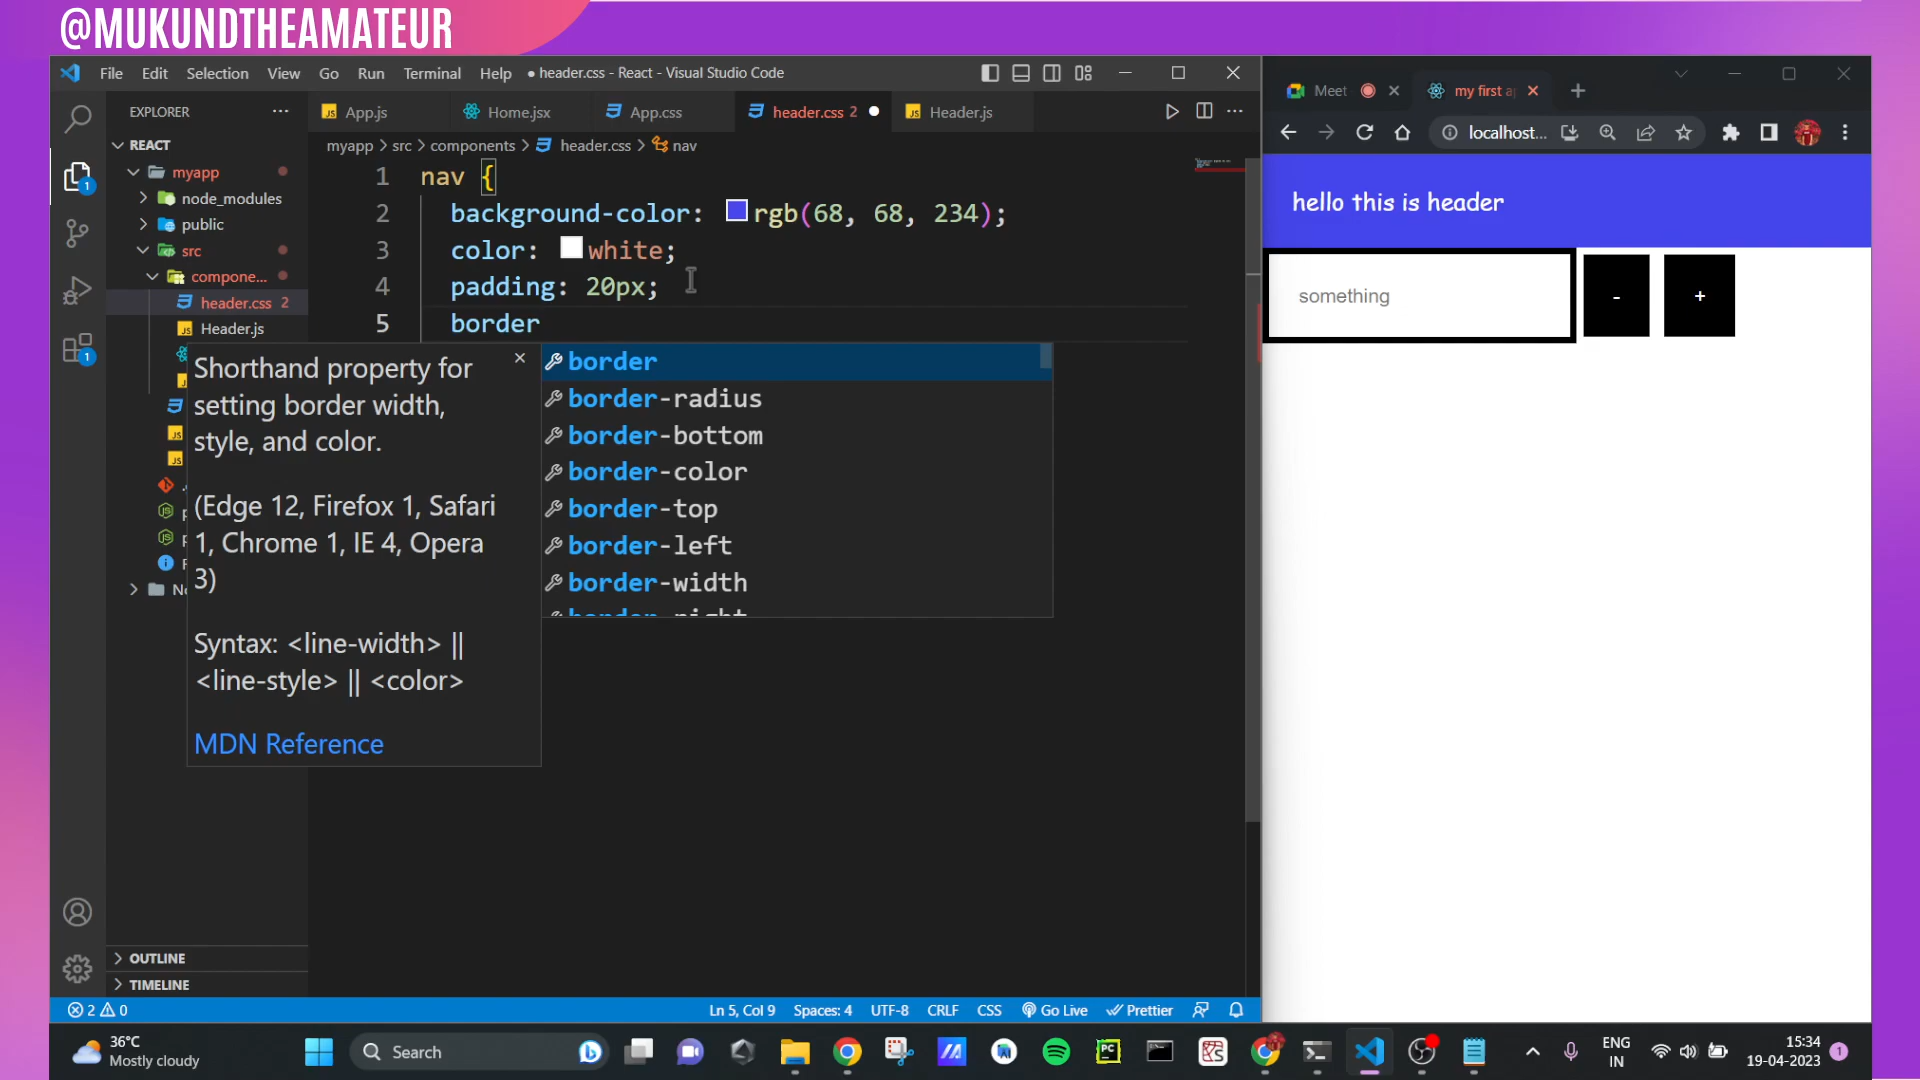 @MUKUNDTHEAMATEUR
File Edit Selection View Go Run Terminal Help ● header.css - React - Visual Studio Code
EXPLORER
App.js Home.jsx App.css header.css 2 Header.js
REACT
myapp > src > components > header.css > nav
myapp
node_modules
public
src
compone...
header.css 2
Header.js
1 nav {
2 background-color: rgb(68, 68, 234);
3 color: white;
4 padding: 20px;
5 border
Shorthand property for
setting border width,
style, and color.
(Edge 12, Firefox 1, Safari
1, Chrome 1, IE 4, Opera
3)
Syntax: <line-width> ||
<line-style> || <color>
MDN Reference
border
border-radius
border-bottom
border-color
border-top
border-left
border-width
border-right
OUTLINE
TIMELINE
2 0 Ln 5, Col 9 Spaces: 4 UTF-8 CRLF CSS Go Live Prettier
Meet my first a
localhost...
hello this is header
something - +
36°C
Mostly cloudy
Search
ENG
IN
15:34
19-04-2023
1